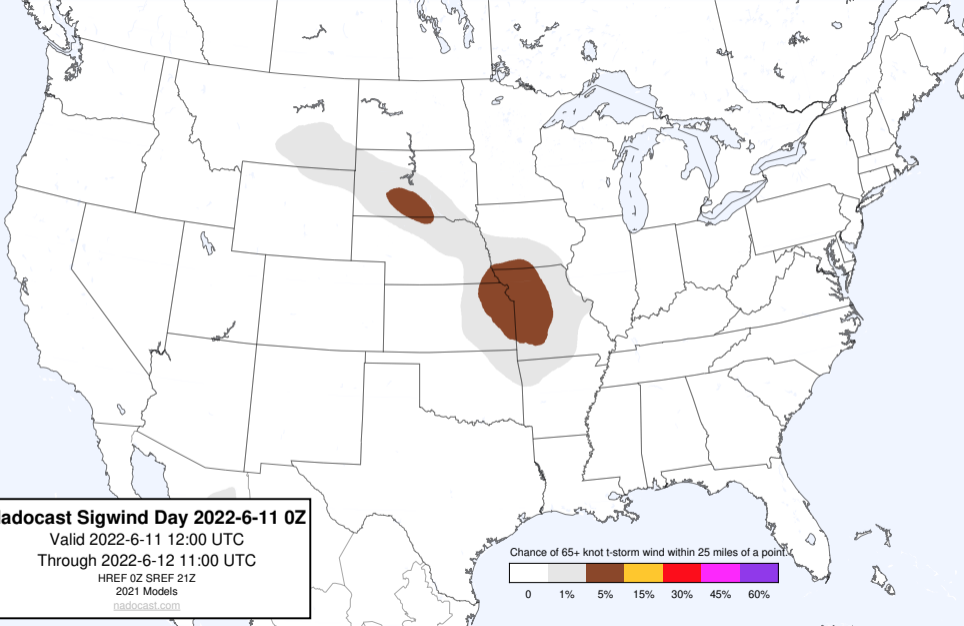 adocast Sigwind Day 2022-6-11 0Z
Valid 2022-6-11 12:00 UTC
Through 2022-6-12 11:00 UTC
HREF 0Z SREF 21Z
2021 Models
nadocast.com
Chance of 65+ knot t-storm wind within 25 miles of a point.
0 1% 5% 15% 30% 45% 60%